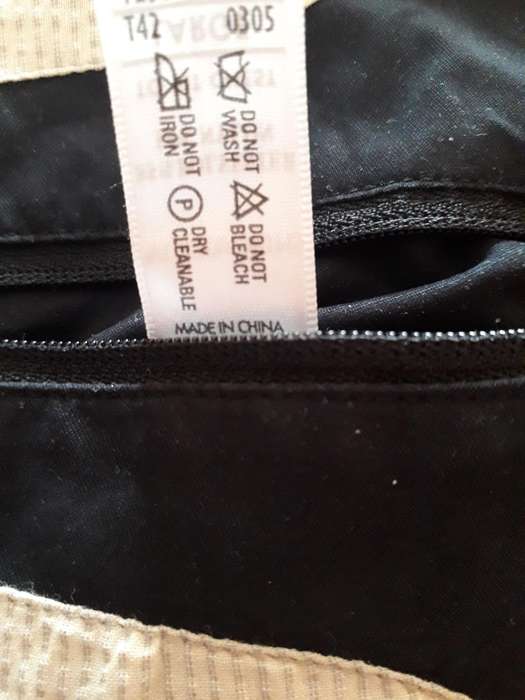 T42 0305
DO NOT
WASH
DO NOT
IRON
DO NOT
BLEACH
DRY
CLEANABLE
P
MADE IN CHINA